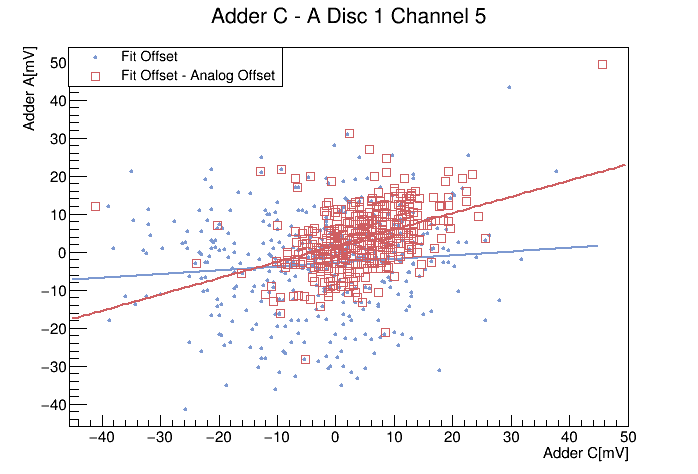 Adder C - A Disc 1 Channel 5
Adder A[mV]
Fit Offset
Fit Offset - Analog Offset
50
40
30
20
10
0
−10
−20
−30
−40
−40 −30 −20 −10 0 10 20 30 40 50
Adder C[mV]